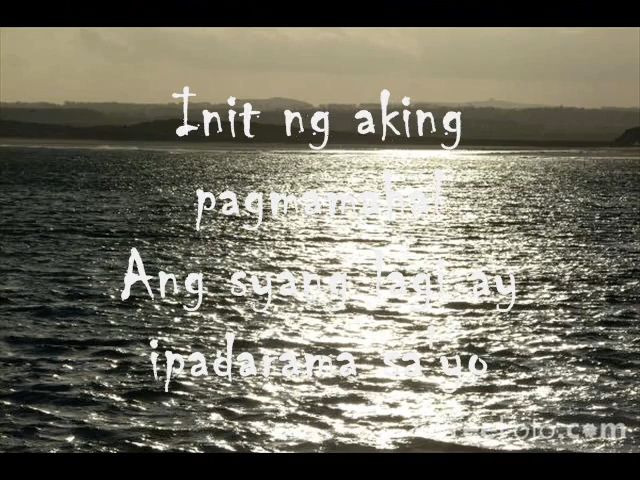 Init ng aking
pagmamahal
Ang syang lagi ay
ipadarama sa'yo